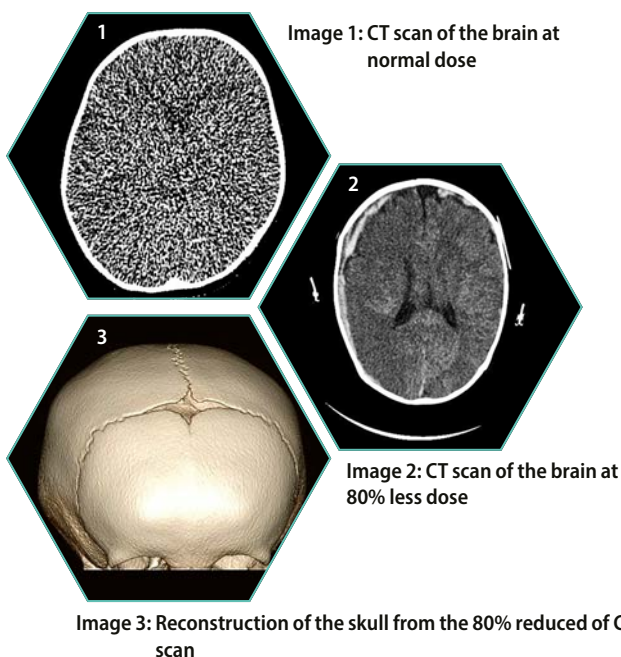 1
Image 1: CT scan of the brain at
normal dose
2
3
Image 2: CT scan of the brain at
80% less dose
Image 3: Reconstruction of the skull from the 80% reduced of C
scan